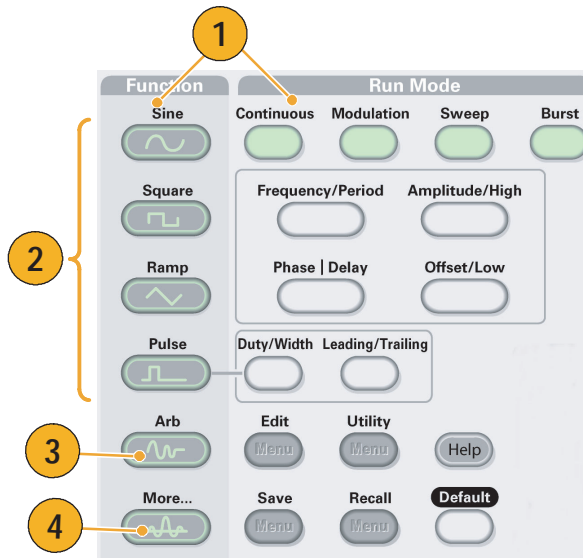 1
Function
Run Mode
Sine
Continuous
Modulation
Sweep
Burst
2
Square
Frequency/Period
Amplitude/High
Ramp
Phase | Delay
Offset/Low
Pulse
Duty/Width
Leading/Trailing
3
Arb
Edit
Utility
Menu
Menu
Help
4
More...
Save
Recall
Default
Menu
Menu